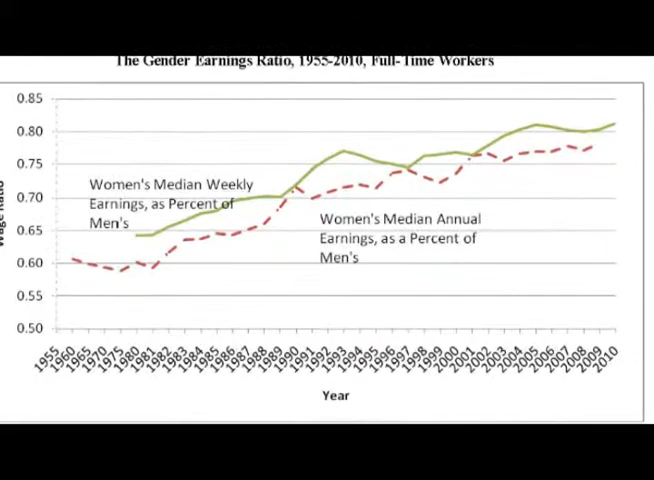 The Gender Earnings Ratio, 1955-2010, Full-Time Workers
0.85
0.80
0.75
0.70
0.65
0.60
0.55
0.50
Women's Median Weekly
Earnings, as Percent of
Men's
Women's Median Annual
Earnings, as a Percent of
Men's
1955 1960 1965 1970 1975 1980 1981 1982 1983 1984 1985 1986 1987 1988 1989 1990 1991 1992 1993 1994 1995 1996 1997 1998 1999 2000 2001 2002 2003 2004 2005 2006 2007 2008 2009 2010
Year